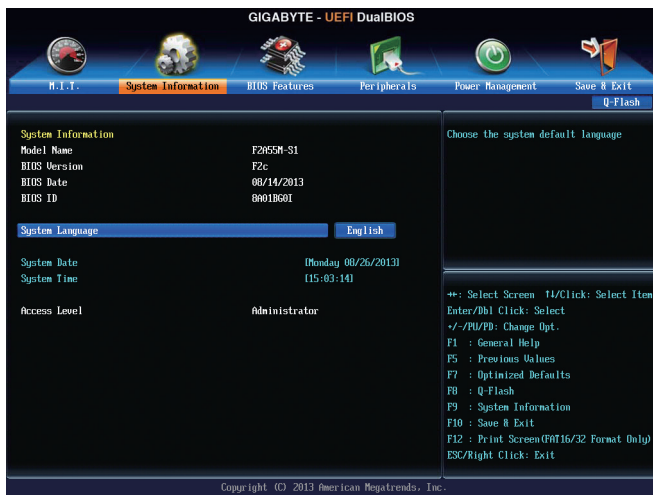 GIGABYTE - UEFI DualBIOS
M.I.T.
System Information
BIOS Features
Peripherals
Power Management
Save & Exit
Q-Flash
System Information
Model Name F2A55M-S1
BIOS Version F2c
BIOS Date 08/14/2013
BIOS ID 8A01BG0I
System Language English
System Date [Monday 08/26/2013]
System Time [15:03:14]
Access Level Administrator
Choose the system default language
→←: Select Screen ↑↓/Click: Select Item
Enter/Dbl Click: Select
+/-/PU/PD: Change Opt.
F1 : General Help
F5 : Previous Values
F7 : Optimized Defaults
F8 : Q-Flash
F9 : System Information
F10 : Save & Exit
F12 : Print Screen(FAT16/32 Format Only)
ESC/Right Click: Exit
Copyright (C) 2013 American Megatrends, Inc.